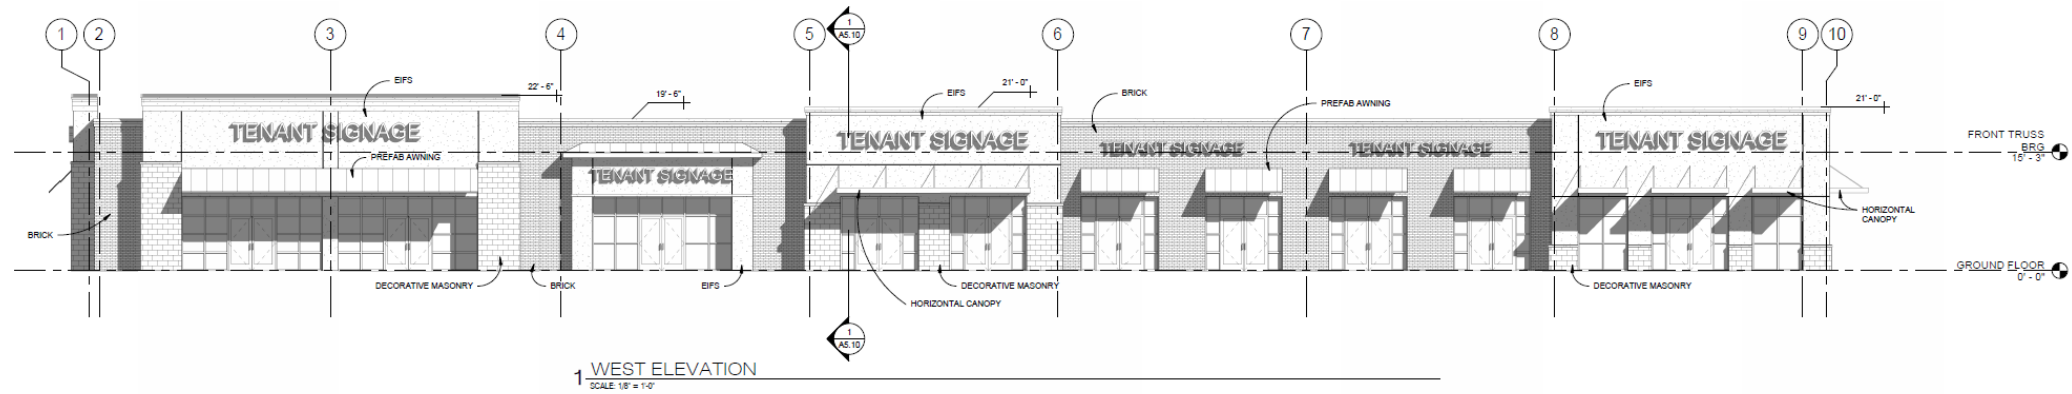 1
2
3
4
5
1
A5.10
6
7
8
9
10
EIFS
22' - 6"
19' - 6"
EIFS
21' - 0"
BRICK
PREFAB AWNING
EIFS
21' - 0"
TENANT SIGNAGE
TENANT SIGNAGE
TENANT SIGNAGE
TENANT SIGNAGE
TENANT SIGNAGE
TENANT SIGNAGE
PREFAB AWNING
FRONT TRUSS
BRG
15' - 3"
HORIZONTAL
CANOPY
BRICK
GROUND FLOOR
0' - 0"
DECORATIVE MASONRY
BRICK
EIFS
DECORATIVE MASONRY
HORIZONTAL CANOPY
DECORATIVE MASONRY
1
A5.10
1 WEST ELEVATION
SCALE: 1/8" = 1'-0"